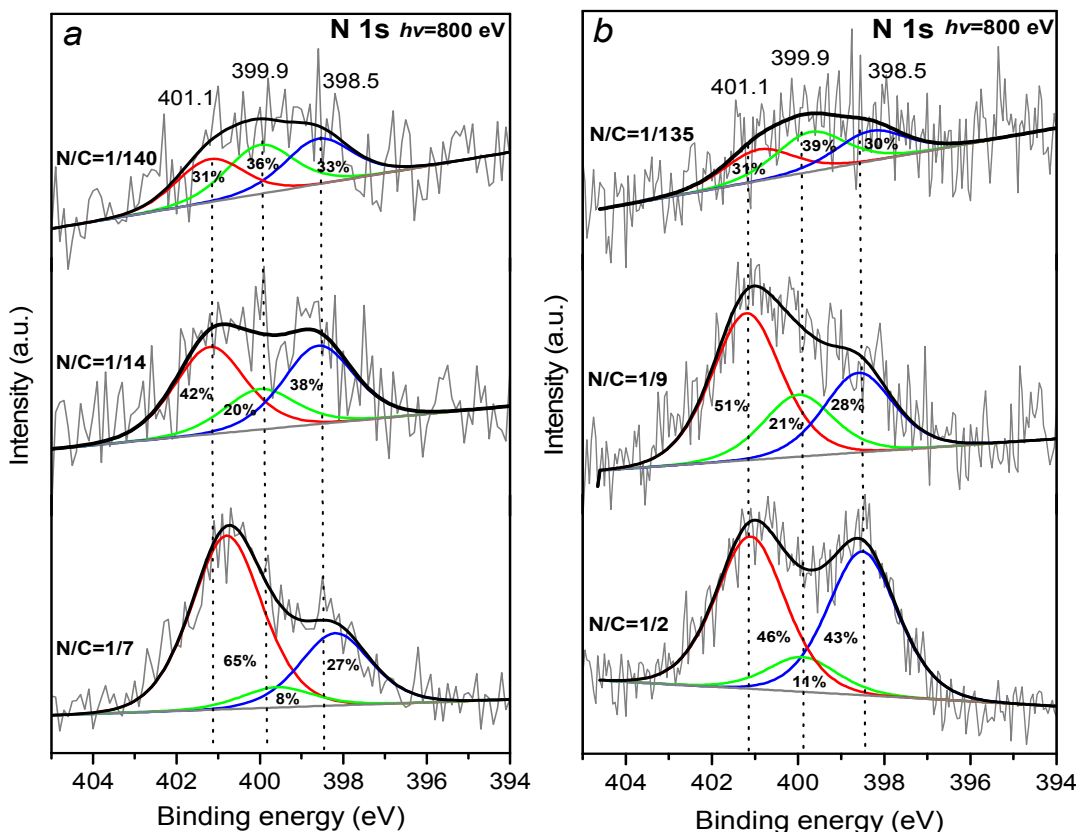 a
N 1s hν=800 eV
399.9
401.1
398.5
N/C=1/140
31%
36%
33%
N/C=1/14
42%
20%
38%
N/C=1/7
65%
8%
27%
Intensity (a.u.)
404 402 400 398 396 394
Binding energy (eV)
b
N 1s hν=800 eV
399.9
401.1
398.5
N/C=1/135
31%
39%
30%
N/C=1/9
51%
21%
28%
N/C=1/2
46%
11%
43%
Intensity (a.u.)
404 402 400 398 396 394
Binding energy (eV)